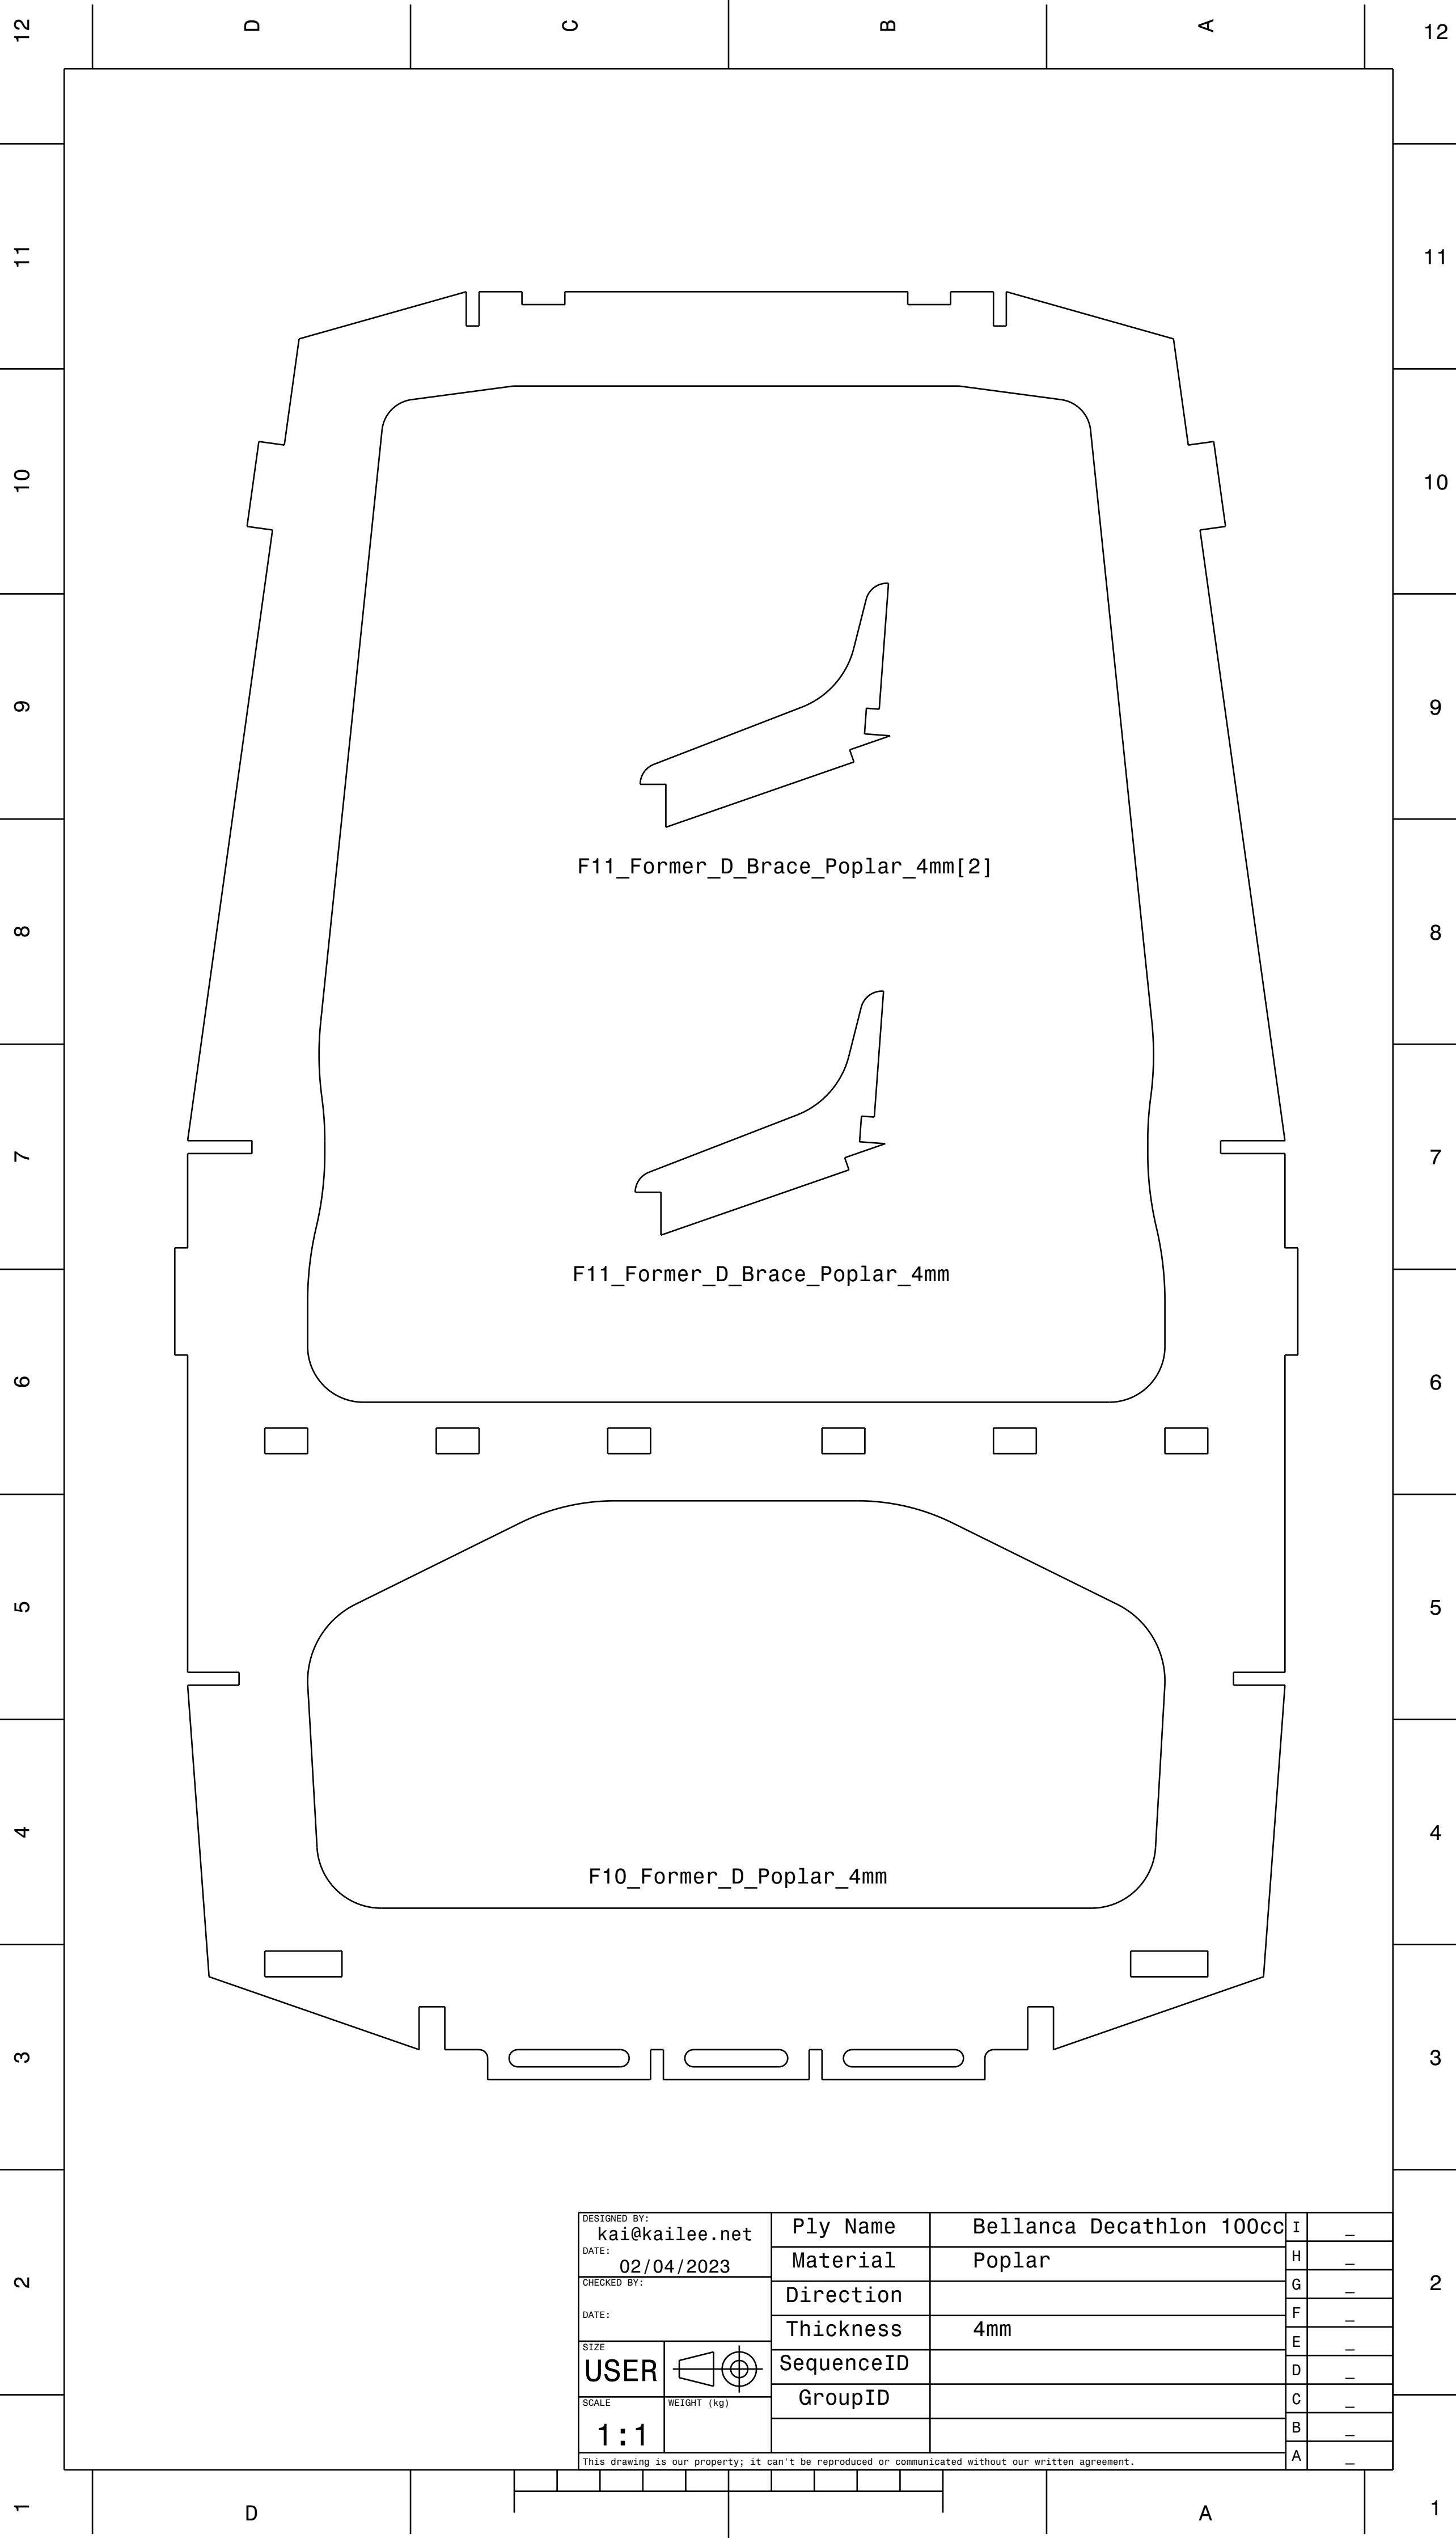 12 D C B A 12
11 11
10 10
9 9
F11_Former_D_Brace_Poplar_4mm[2]
8 8
7 7
F11_Former_D_Brace_Poplar_4mm
6 6
5 5
4 4
F10_Former_D_Poplar_4mm
3 3
DESIGNED BY:
kai@kailee.net
DATE:
02/04/2023
CHECKED BY:
DATE:
SIZE
USER
SCALE
1:1
WEIGHT (kg)
Ply Name Bellanca Decathlon 100cc
Material Poplar
Direction
Thickness 4mm
SequenceID
GroupID
I _
H _
G _
F _
E _
D _
C _
B _
A _
This drawing is our property; it can't be reproduced or communicated without our written agreement.
2 2
1 D A 1